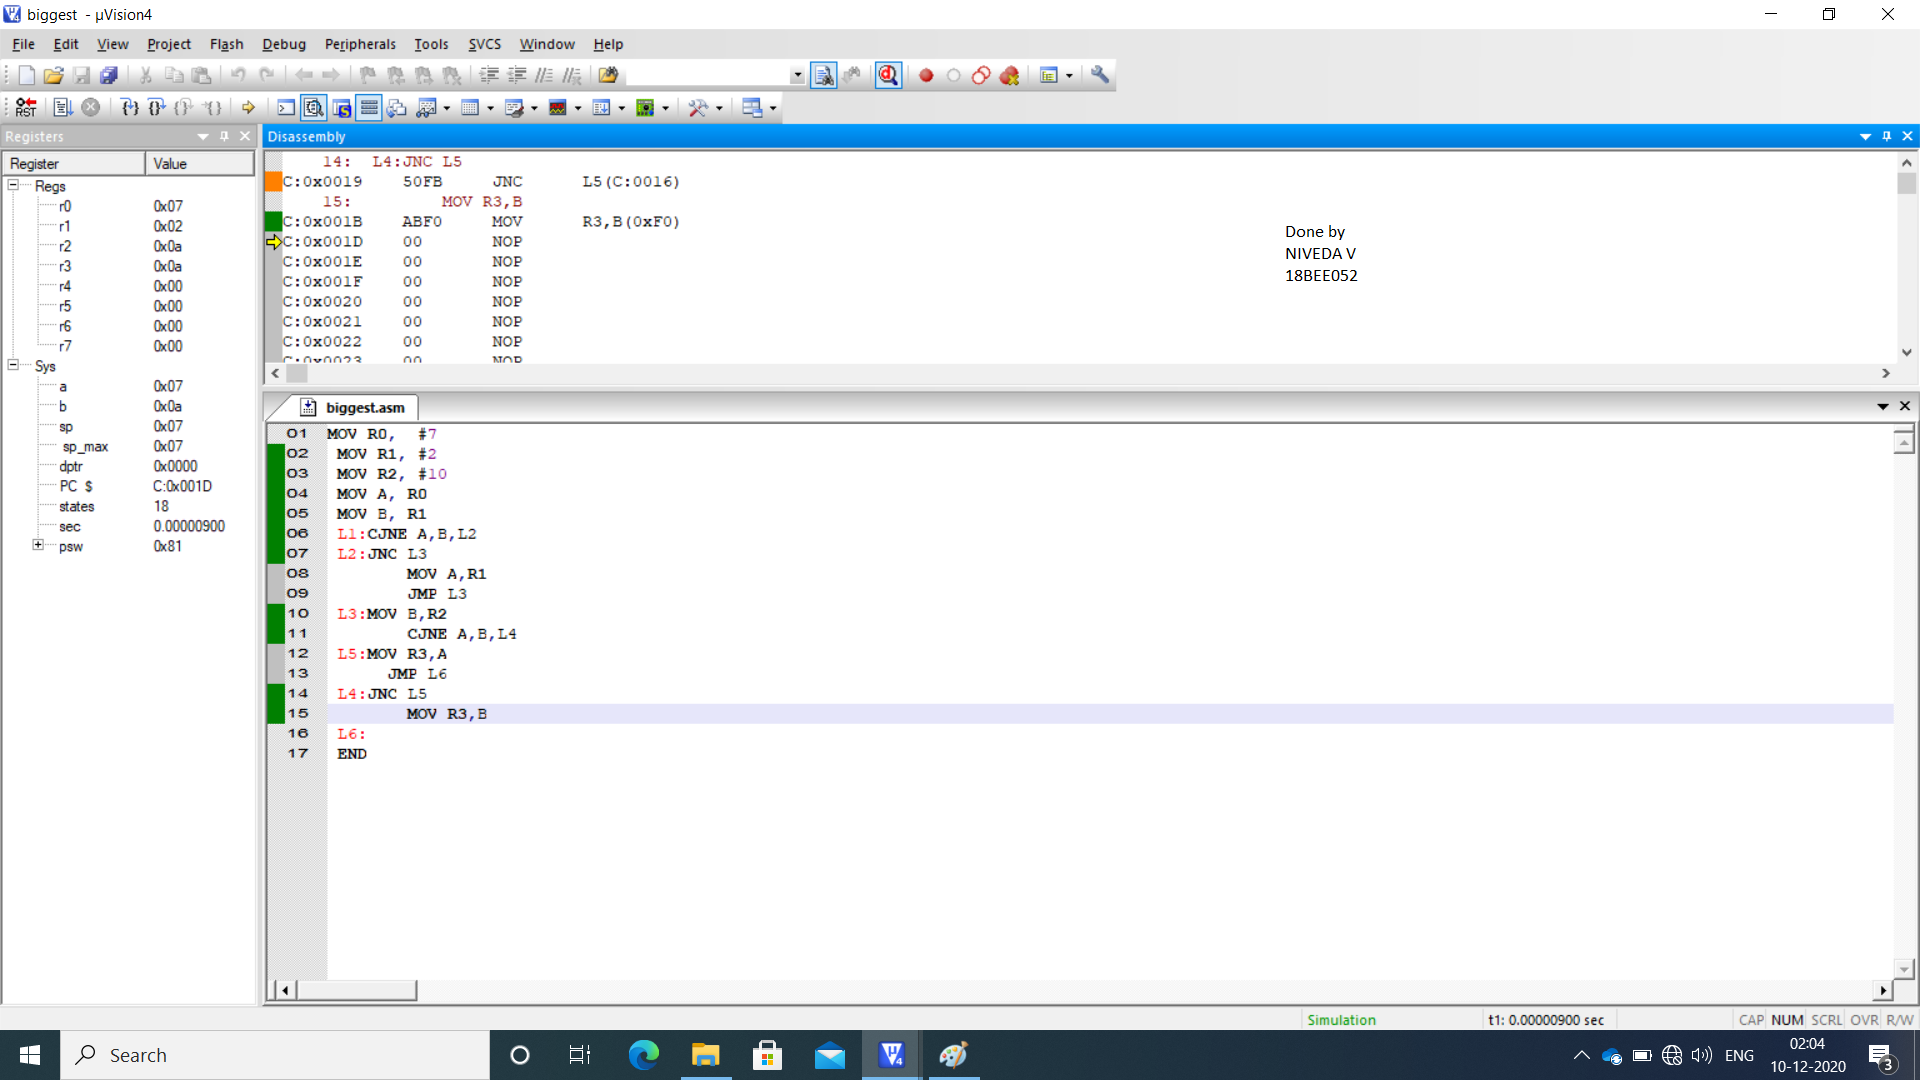 biggest - µVision4
File Edit View Project Flash Debug Peripherals Tools SVCS Window Help
RST
Registers
Register Value
Regs
r0 0x07
r1 0x02
r2 0x0a
r3 0x0a
r4 0x00
r5 0x00
r6 0x00
r7 0x00
Sys
a 0x07
b 0x0a
sp 0x07
sp_max 0x07
dptr 0x0000
PC $ C:0x001D
states 18
sec 0.00000900
psw 0x81
Disassembly
14: L4:JNC L5
C:0x0019 50FB JNC L5(C:0016)
15: MOV R3,B
C:0x001B ABF0 MOV R3,B(0xF0)
C:0x001D 00 NOP
C:0x001E 00 NOP
C:0x001F 00 NOP
C:0x0020 00 NOP
C:0x0021 00 NOP
C:0x0022 00 NOP
C:0x0023 00 NOP
Done by
NIVEDA V
18BEE052
biggest.asm
01 MOV R0, #7
02 MOV R1, #2
03 MOV R2, #10
04 MOV A, R0
05 MOV B, R1
06 L1:CJNE A,B,L2
07 L2:JNC L3
08 MOV A,R1
09 JMP L3
10 L3:MOV B,R2
11 CJNE A,B,L4
12 L5:MOV R3,A
13 JMP L6
14 L4:JNC L5
15 MOV R3,B
16 L6:
17 END
Simulation t1: 0.00000900 sec CAP NUM SCRL OVR R/W
Search
ENG
02:04
10-12-2020
3